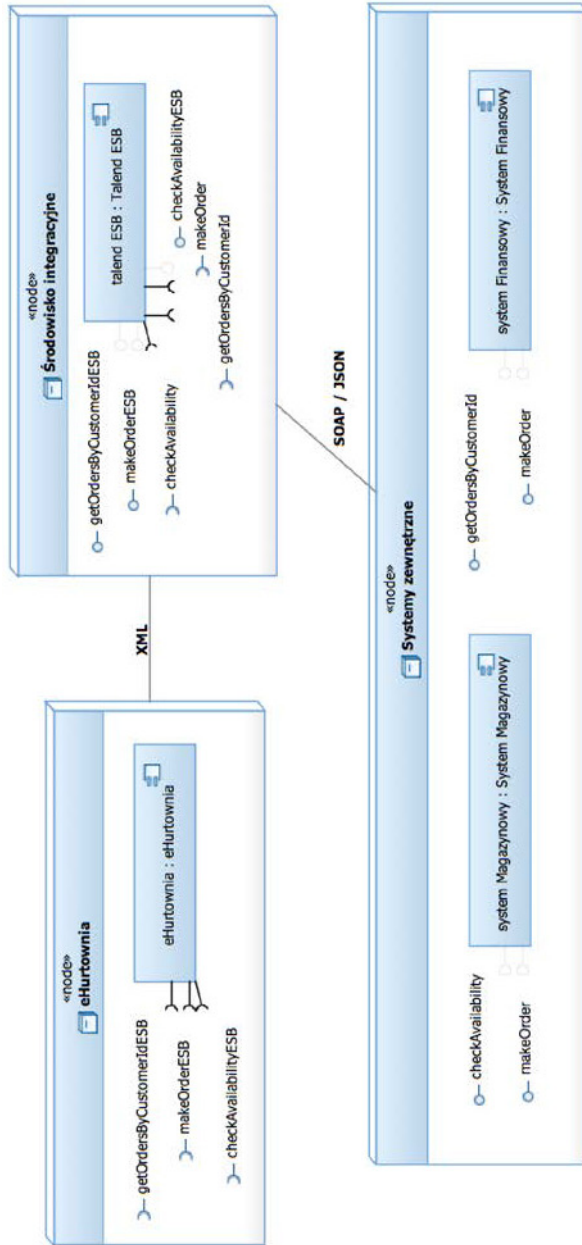 «node»
eHurtownia
eHurtownia : eHurtownia
getOrdersByCustomerIdESB
makeOrderESB
checkAvailabilityESB
XML
«node»
Środowisko integracyjne
talend ESB : Talend ESB
getOrdersByCustomerIdESB
makeOrderESB
checkAvailability
checkAvailabilityESB
makeOrder
getOrdersByCustomerId
SOAP / JSON
«node»
Systemy zewnętrzne
checkAvailability
makeOrder
system Magazynowy : System Magazynowy
getOrdersByCustomerId
makeOrder
system Finansowy : System Finansowy